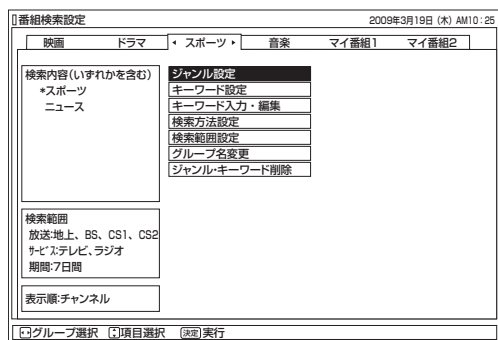 番組検索設定 2009年3月19日 (木) AM10:25
映画 ドラマ スポーツ 音楽 マイ番組1 マイ番組2
検索内容(いずれかを含む)
*スポーツ
ニュース
ジャンル設定
キーワード設定
キーワード入力・編集
検索方法設定
検索範囲設定
グループ名変更
ジャンル・キーワード削除
検索範囲
放送:地上、BS、CS1、CS2
サービス:テレビ、ラジオ
期間:7日間
表示順:チャンネル
グループ選択 項目選択 決定 実行